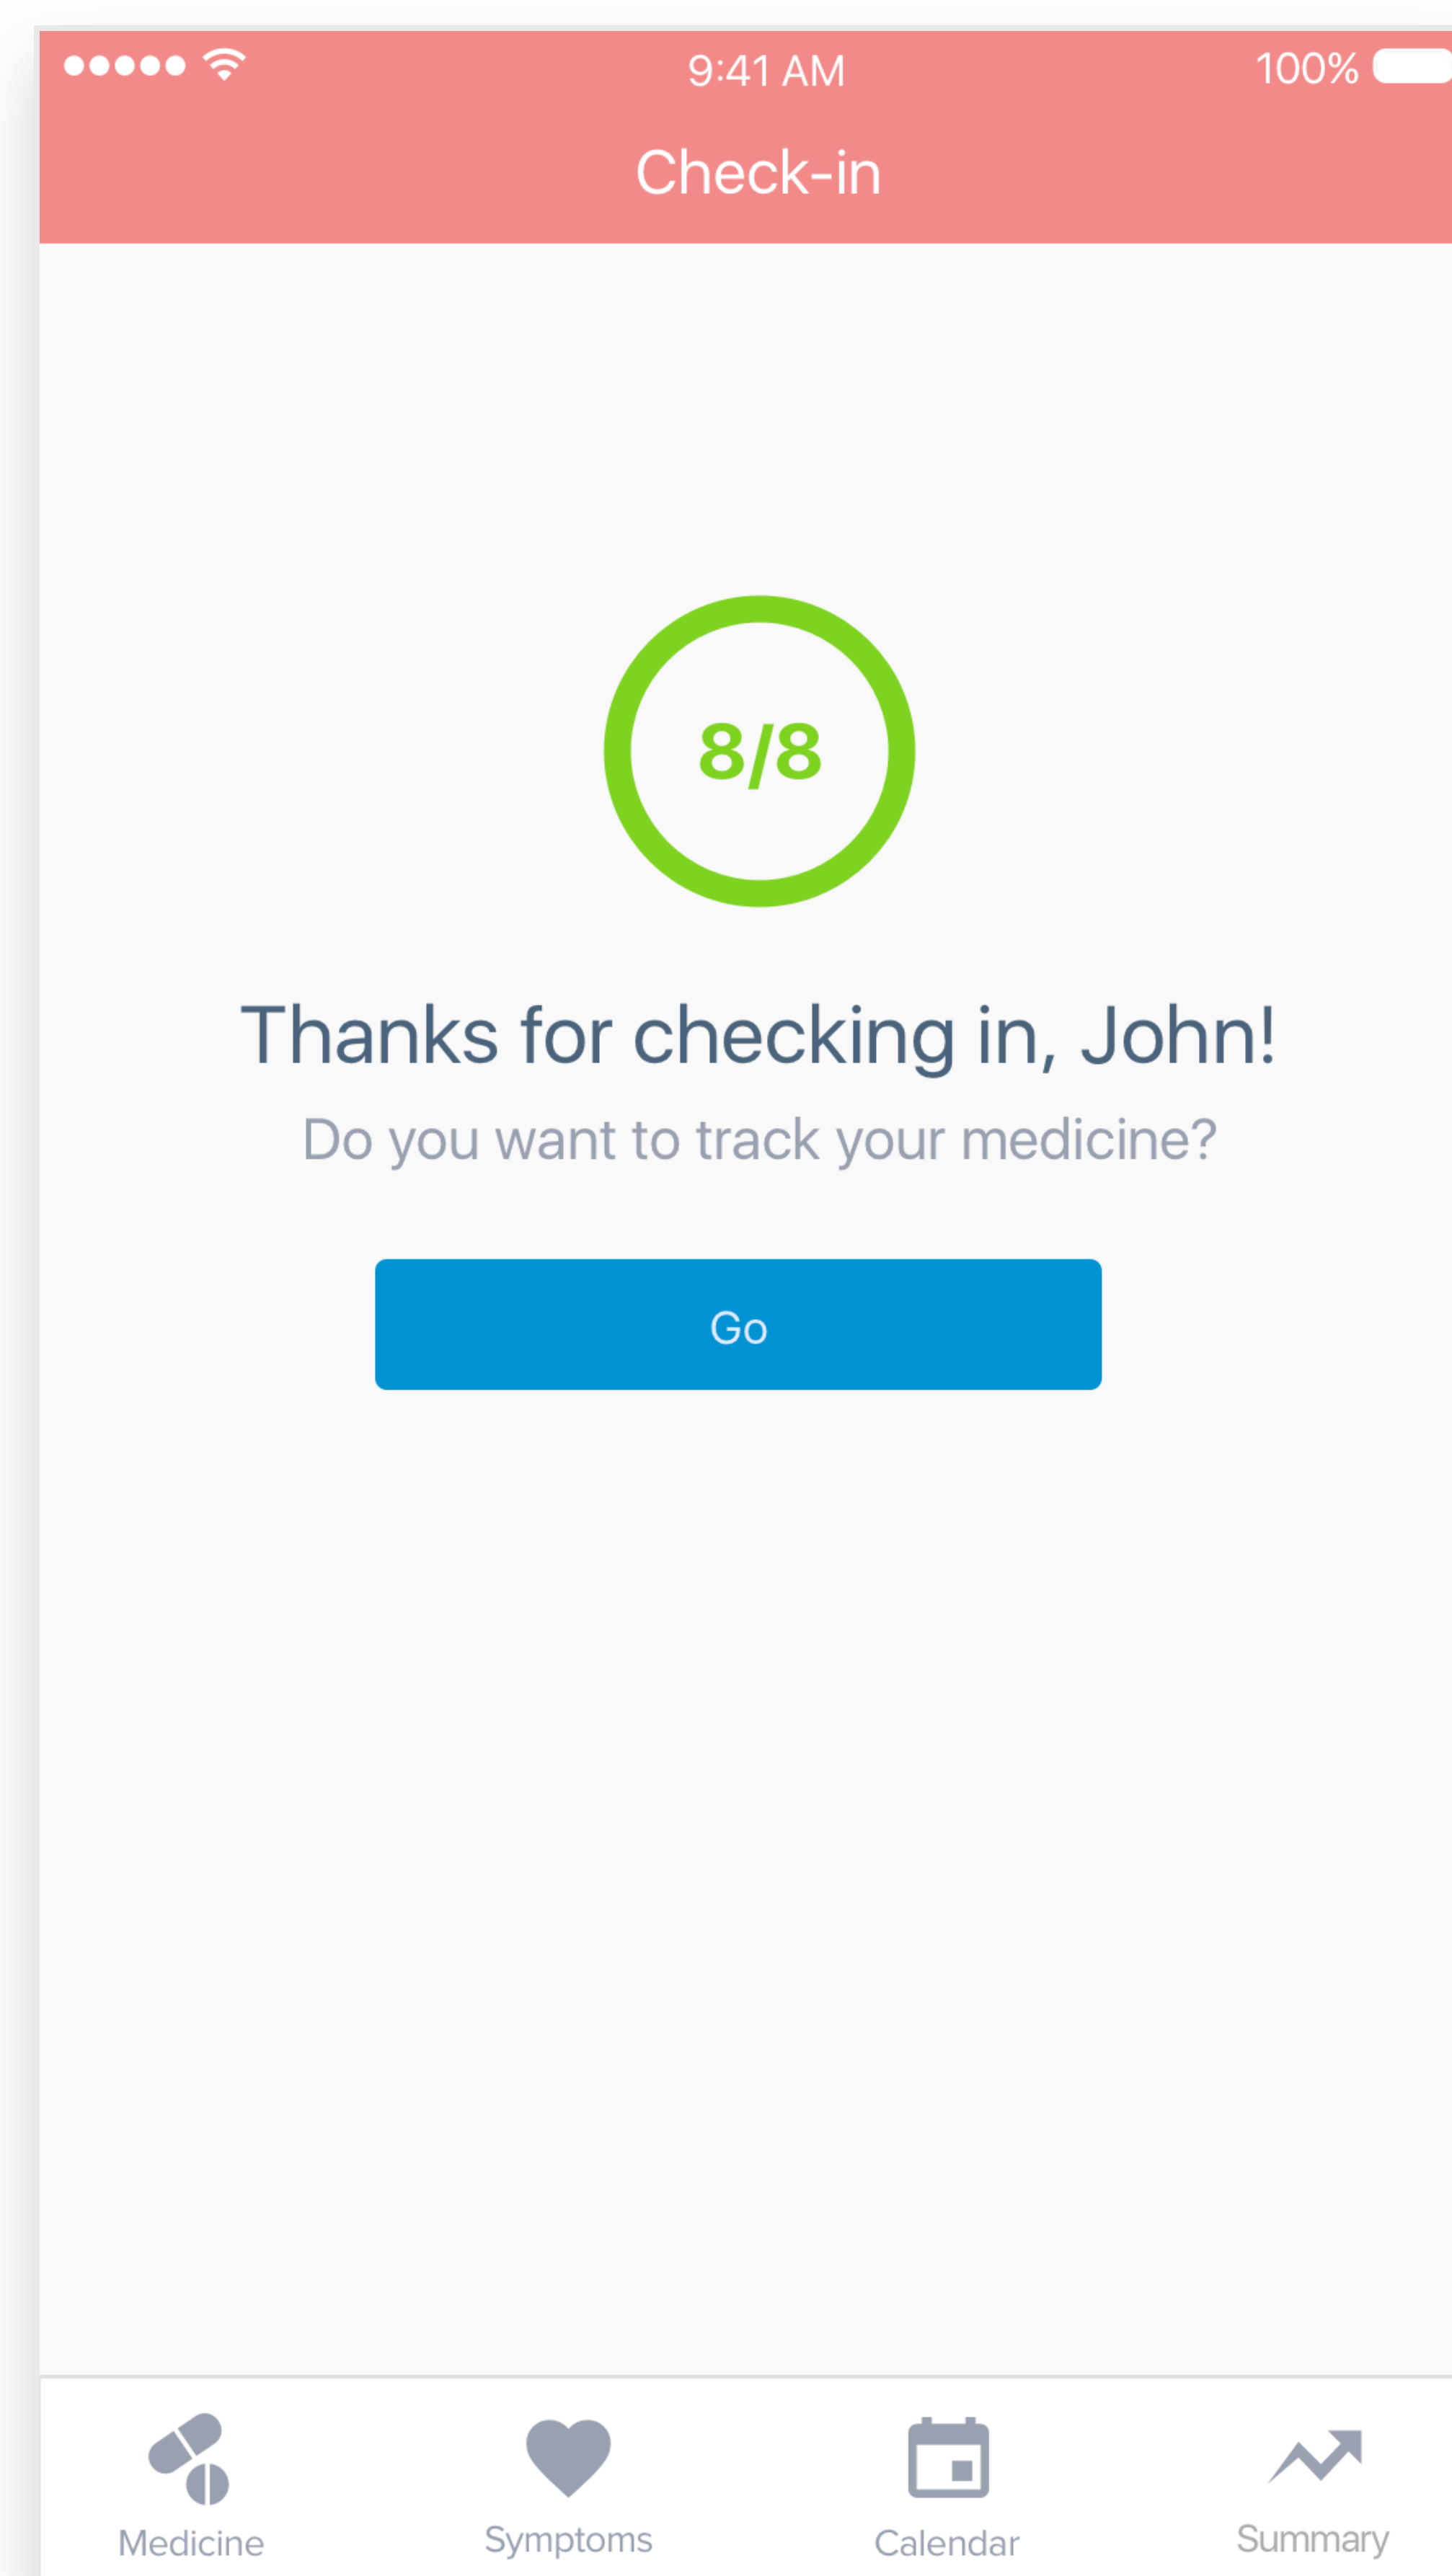 9:41 AM
100%
Check-in
8/8
Thanks for checking in, John!
Do you want to track your medicine?
Go
Medicine
Symptoms
Calendar
Summary